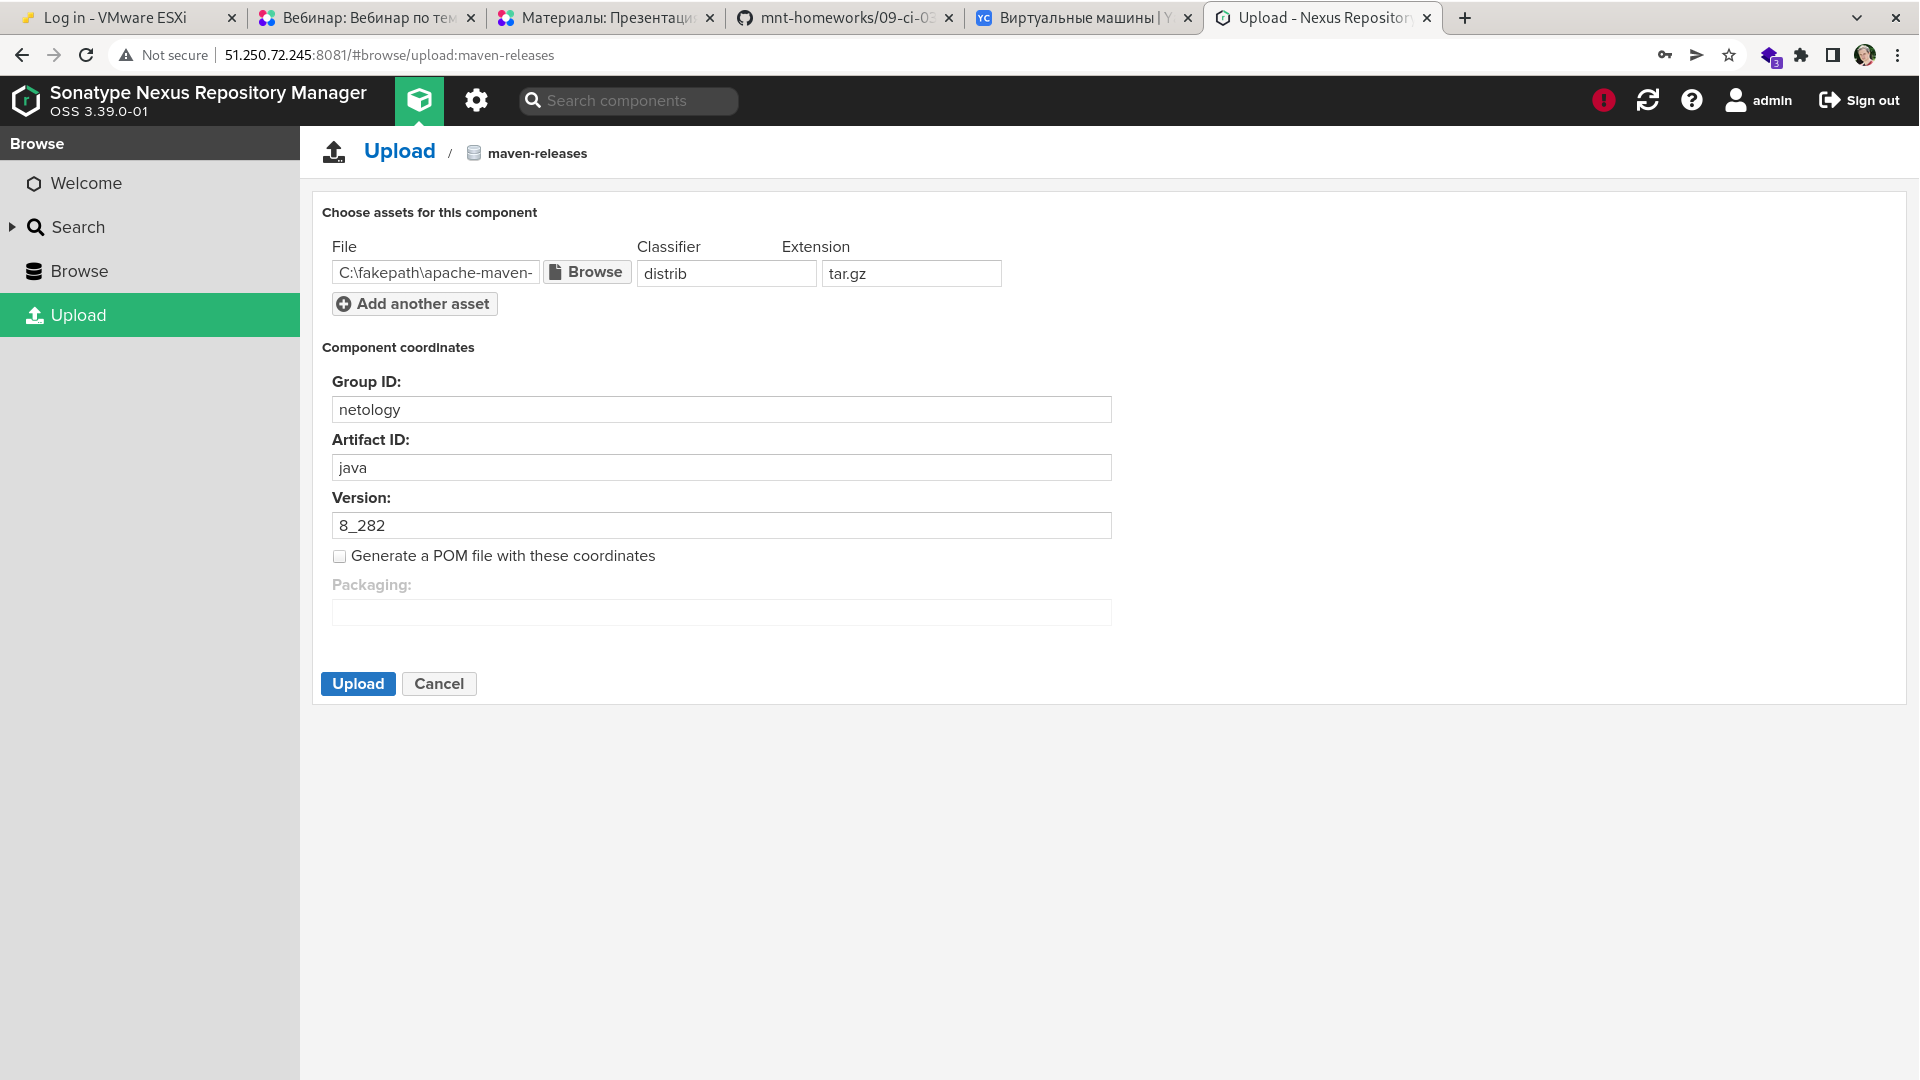 Log in - VMware ESXi
Вебинар: Вебинар по тем
Материалы: Презентаци
mnt-homeworks/09-ci-03
YC Виртуальные машины | Y
Upload - Nexus Repository
Not secure
51.250.72.245:8081/#browse/upload:maven-releases
3
Sonatype Nexus Repository Manager
OSS 3.39.0-01
Search components
admin
Sign out
Browse
Upload / maven-releases
Welcome
Search
Browse
Upload
Choose assets for this component
File Classifier Extension
C:\fakepath\apache-maven- Browse distrib tar.gz
Add another asset
Component coordinates
Group ID:
netology
Artifact ID:
java
Version:
8_282
Generate a POM file with these coordinates
Packaging:
Upload Cancel